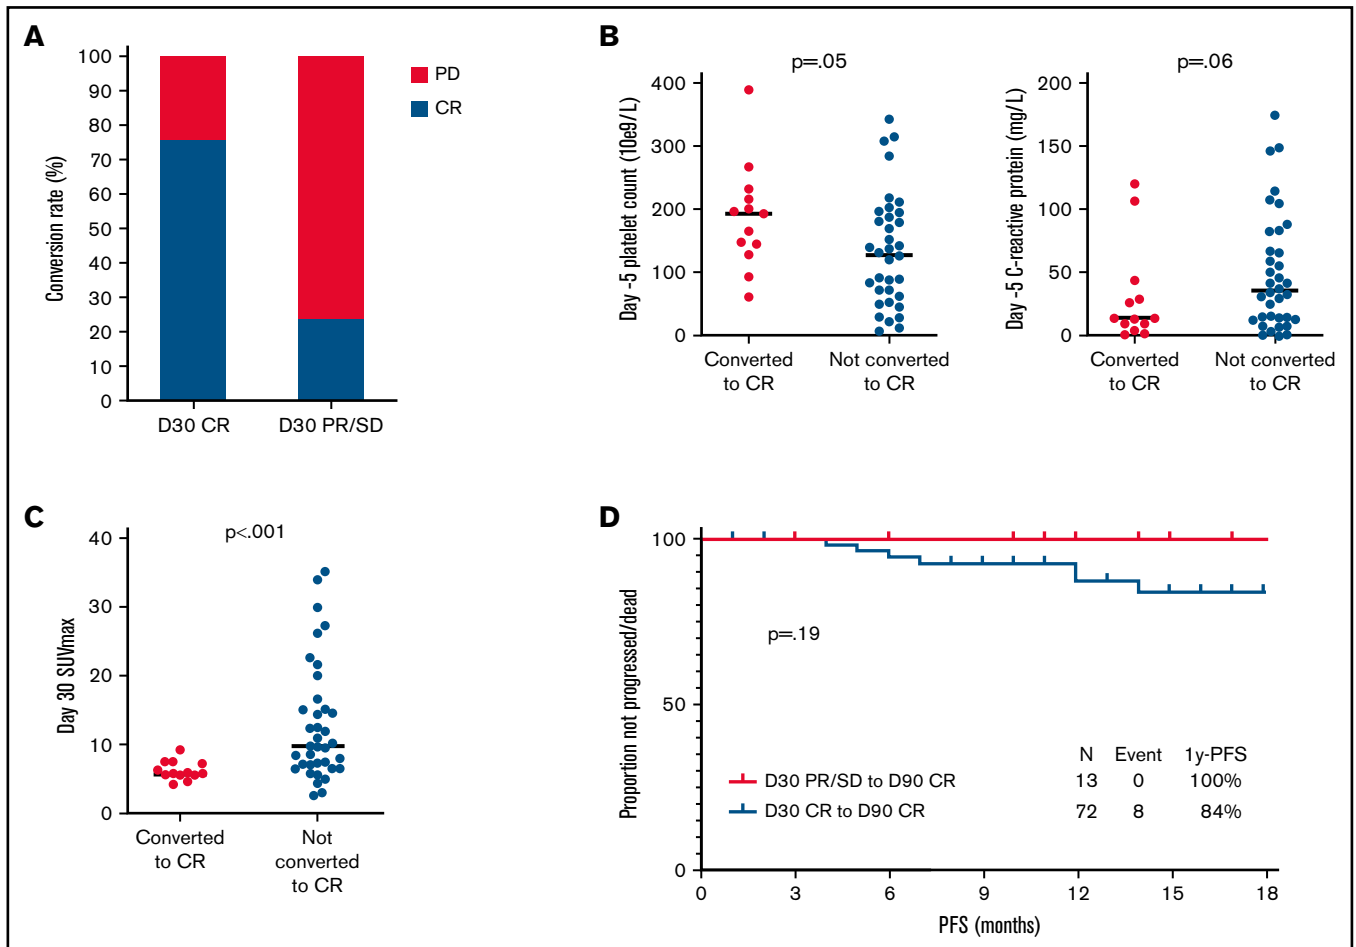 A
Conversion rate (%)
100
90
80
70
60
50
40
30
20
10
0
D30 CR
D30 PR/SD
PD
CR
B
p=.05
Day -5 platelet count (10e9/L)
400
300
200
100
0
Converted
to CR
Not converted
to CR
p=.06
Day -5 C-reactive protein (mg/L)
200
150
100
50
0
Converted
to CR
Not converted
to CR
C
p<.001
Day 30 SUVmax
40
30
20
10
0
Converted
to CR
Not
converted
to CR
D
Proportion not progressed/dead
100
50
0
p=.19
N Event 1y-PFS
D30 PR/SD to D90 CR 13 0 100%
D30 CR to D90 CR 72 8 84%
0 3 6 9 12 15 18
PFS (months)